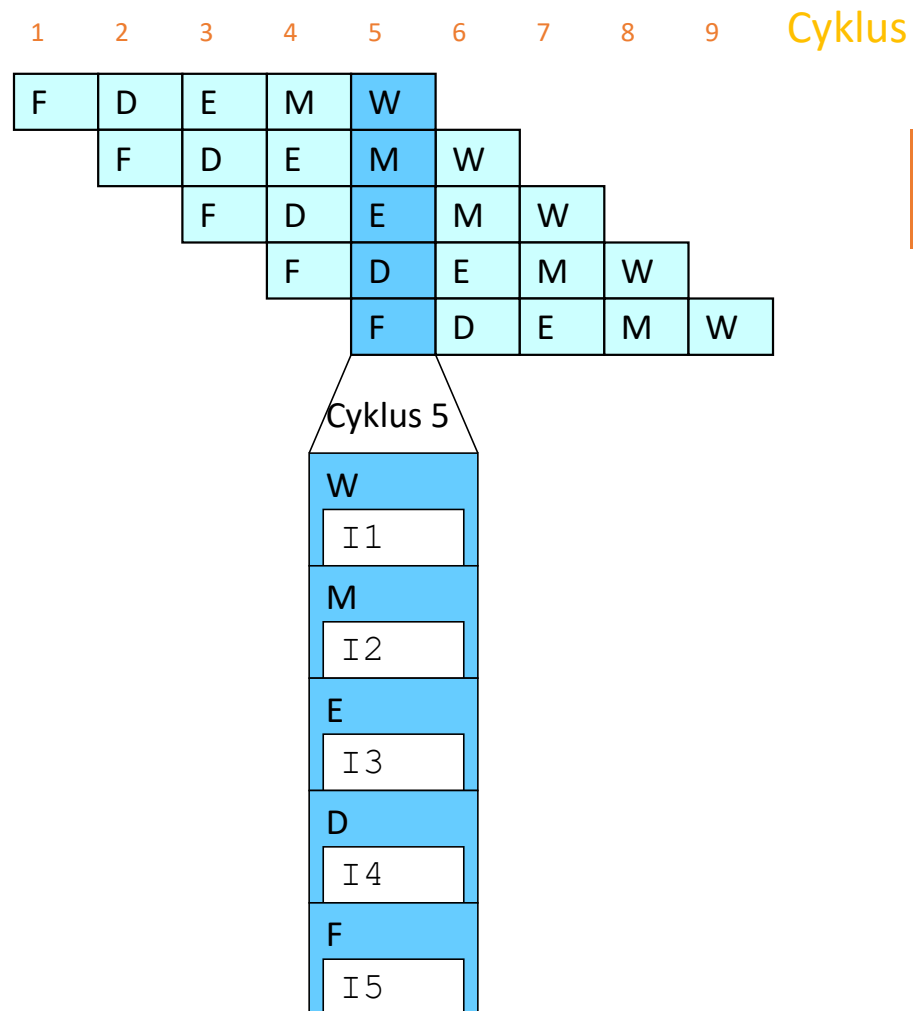 1 2 3 4 5 6 7 8 9 Cyklus
F D E M W
F D E M W
F D E M W
F D E M W
F D E M W
Cyklus 5
W
I1
M
I2
E
I3
D
I4
F
I5